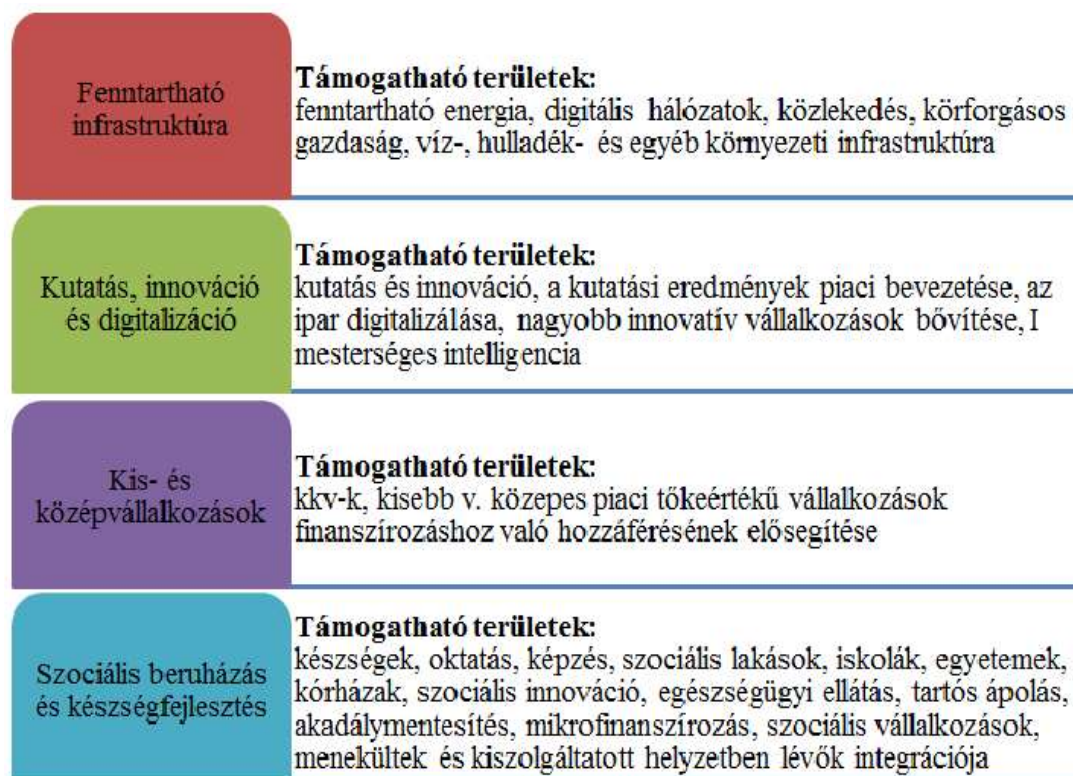 Fenntartható
infrastruktúra
Támogatható területek:
fenntartható energia, digitális hálózatok, közlekedés, körforgásos
gazdaság, víz-, hulladék- és egyéb környezeti infrastruktúra
Kutatás, innováció
és digitalizáció
Támogatható területek:
kutatás és innováció, a kutatási eredmények piaci bevezetése, az
ipar digitalizálása, nagyobb innovatív vállalkozások bővítése, I
mesterséges intelligencia
Kis- és
középvállalkozások
Támogatható területek:
kkv-k, kisebb v. közepes piaci tőkeértékű vállalkozások
finanszírozáshoz való hozzáférésének elősegítése
Szociális beruházás
és készségfejlesztés
Támogatható területek:
készségek, oktatás, képzés, szociális lakások, iskolák, egyetemek,
kórházak, szociális innováció, egészségügyi ellátás, tartós ápolás,
akadálymentesítés, mikrofinanszírozás, szociális vállalkozások,
menekültek és kiszolgáltatott helyzetben lévők integrációja